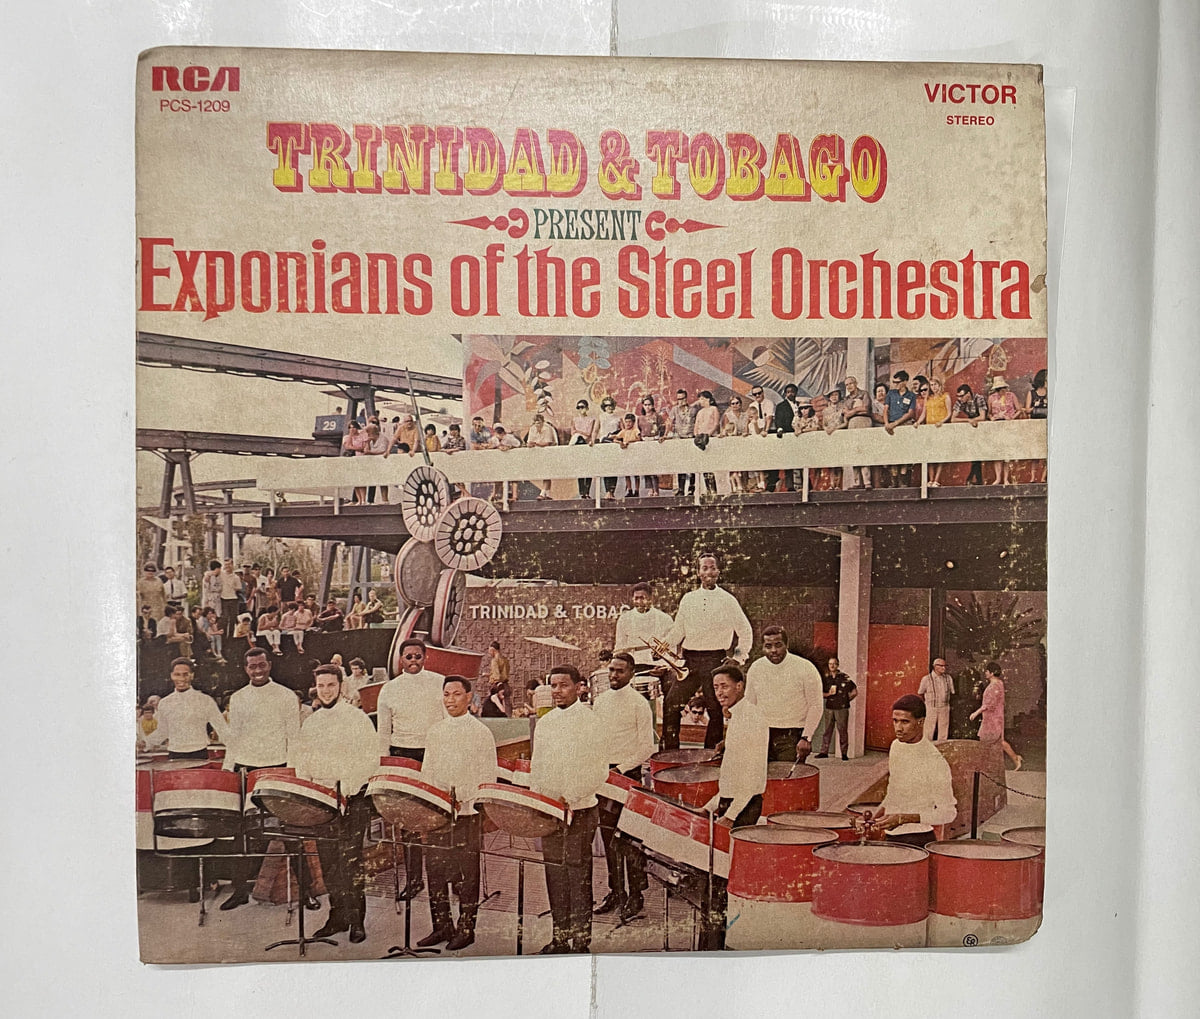 RCA
PCS-1209
VICTOR
STEREO
TRINIDAD & TOBAGO
PRESENT
Exponians of the Steel Orchestra
29
TRINIDAD & TOBAG